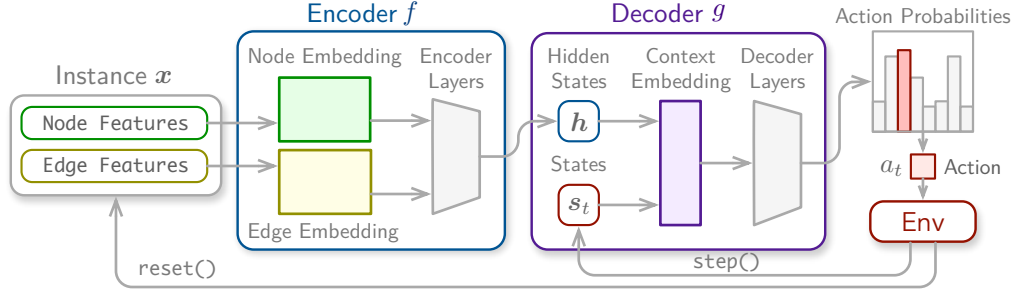 Encoder f
Decoder g
Action Probabilities
Instance x
Node Features
Edge Features
Node Embedding
Edge Embedding
Encoder
Layers
Hidden
States
h
States
s_t
Context
Embedding
Decoder
Layers
a_t
Action
Env
step()
reset()